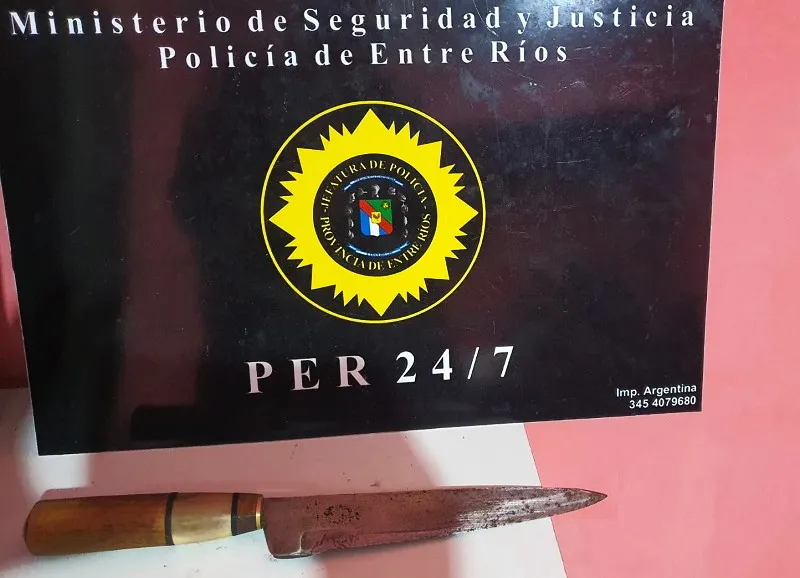 Ministerio de Seguridad y Justicia
Policía de Entre Ríos
- JEFATURA DE POLICIA -
PROVINCIA DE ENTRE RIOS
PER 24/7
Imp. Argentina
345 4079680